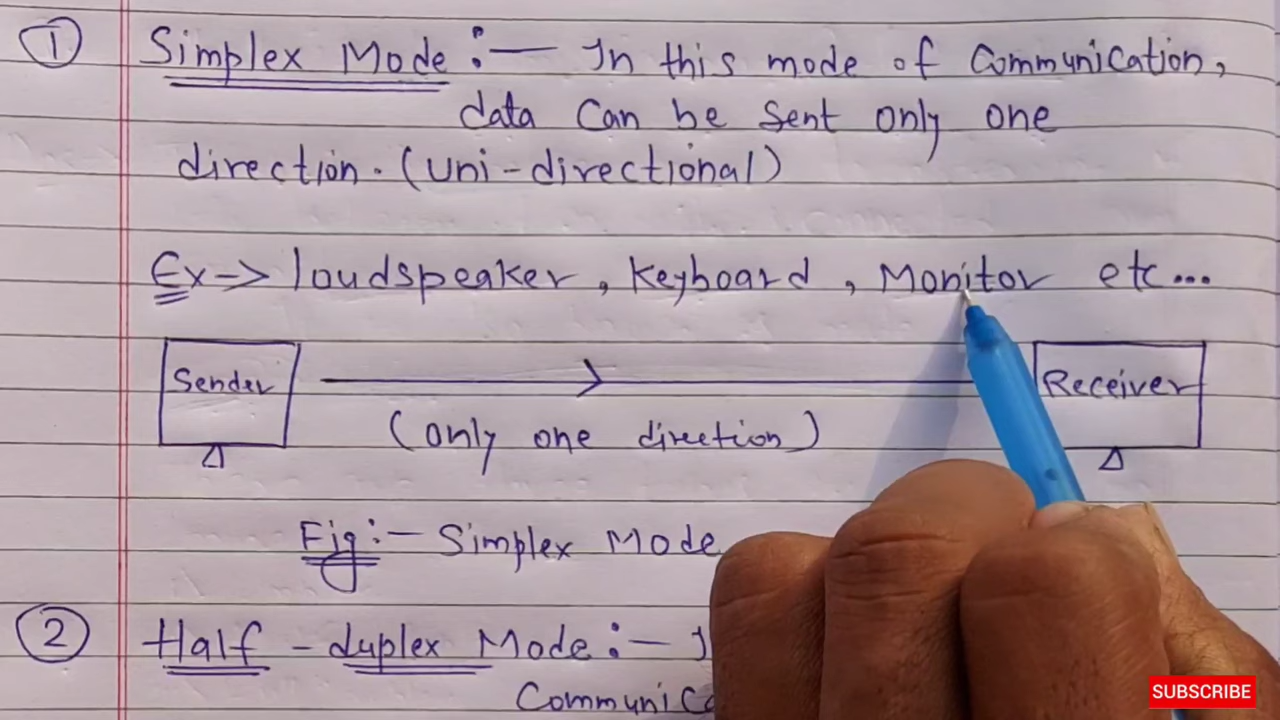 ① Simplex Mode :— In this mode of Communication,
data Can be Sent only one
direction. (uni-directional)
Ex-> loudspeaker, keyboard, Monitor etc...
Sender
Receiver
(only one direction)
Fig:- Simplex Mode
② Half-duplex Mode :-
SUBSCRIBE